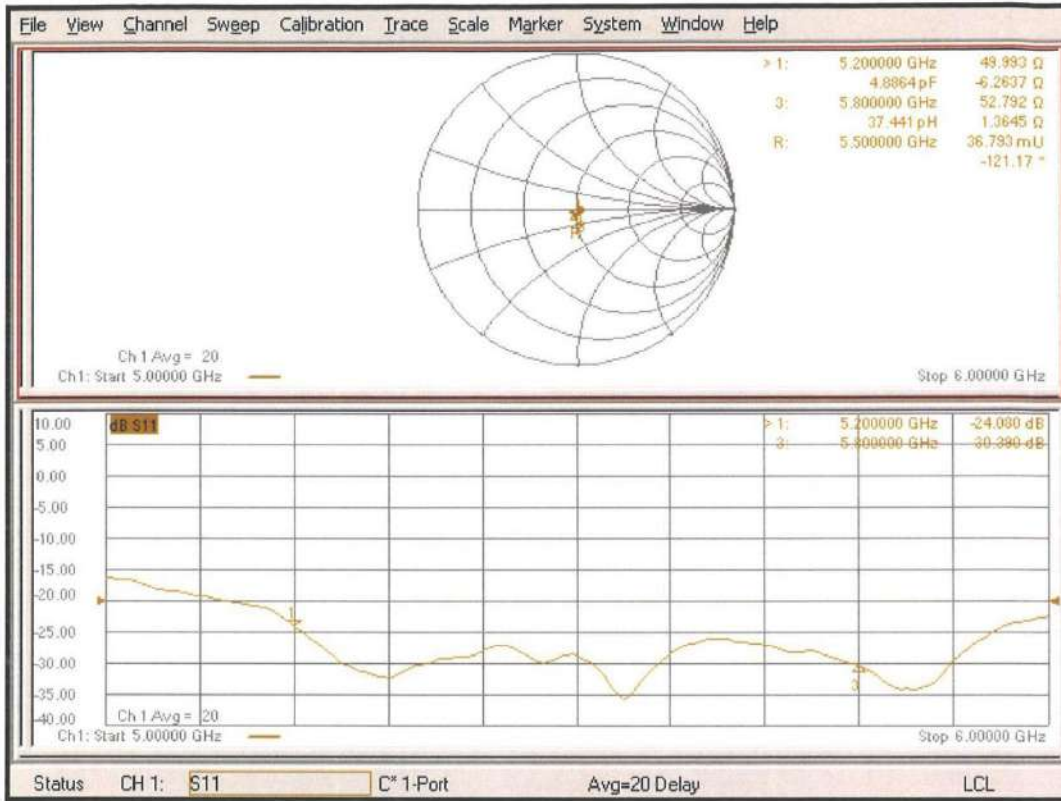 File View Channel Sweep Calibration Trace Scale Marker System Window Help
> 1: 5.200000 GHz 49.993 Ω
4.8864 pF -6.2637 Ω
3: 5.800000 GHz 52.792 Ω
37.441 pH 1.3645 Ω
R: 5.500000 GHz 36.793 mU
-121.17 °
Ch 1 Avg = 20
Ch1: Start 5.00000 GHz
Stop 6.00000 GHz
10.00
dB S11
> 1: 5.200000 GHz -24.080 dB
5.00
3: 5.800000 GHz 30.390 dB
0.00
-5.00
-10.00
-15.00
-20.00
1
-25.00
-30.00
3
-35.00
-40.00
Ch 1 Avg = 20
Ch1: Start 5.00000 GHz
Stop 6.00000 GHz
Status CH 1: S11 C* 1-Port Avg=20 Delay LCL